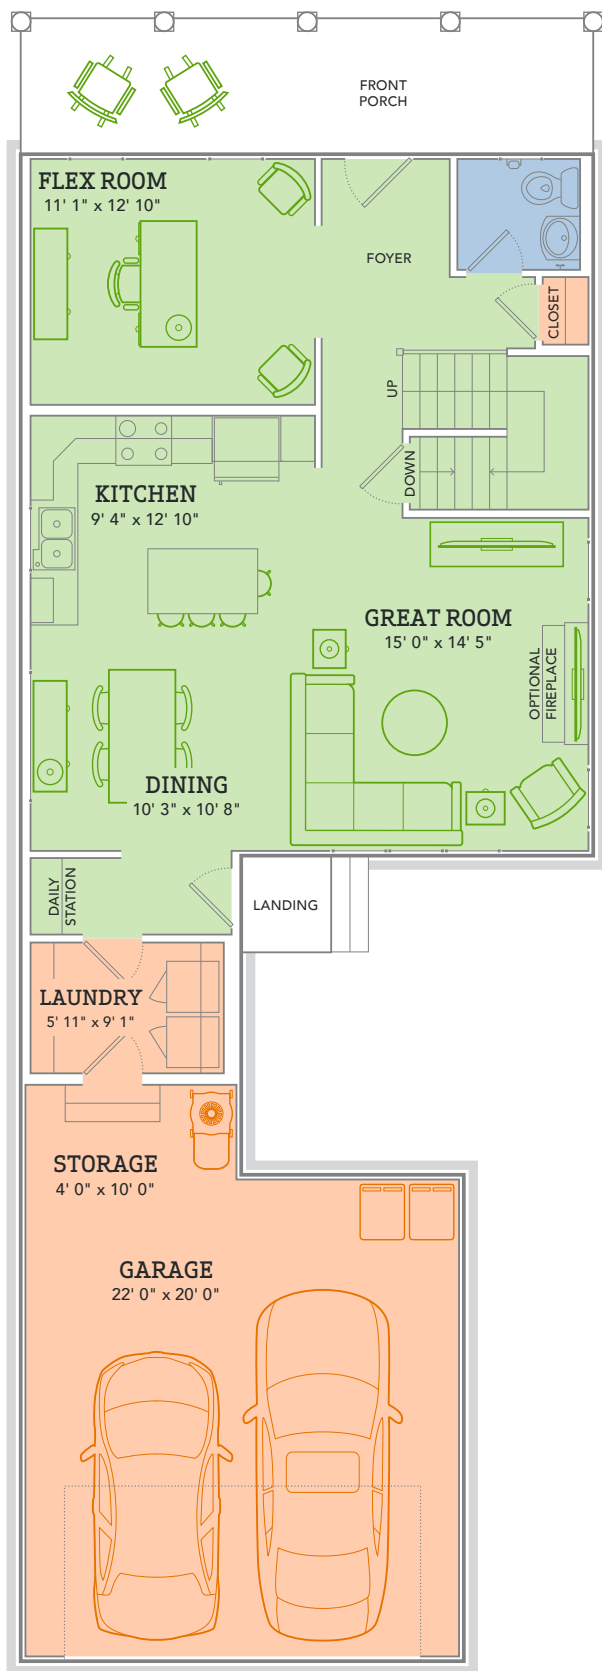 FRONT
PORCH
FLEX ROOM
11' 1" x 12' 10"
FOYER
CLOSET
UP
DOWN
KITCHEN
9' 4" x 12' 10"
GREAT ROOM
15' 0" x 14' 5"
OPTIONAL
FIREPLACE
DINING
10' 3" x 10' 8"
DAILY
STATION
LANDING
LAUNDRY
5' 11" x 9' 1"
STORAGE
4' 0" x 10' 0"
GARAGE
22' 0" x 20' 0"